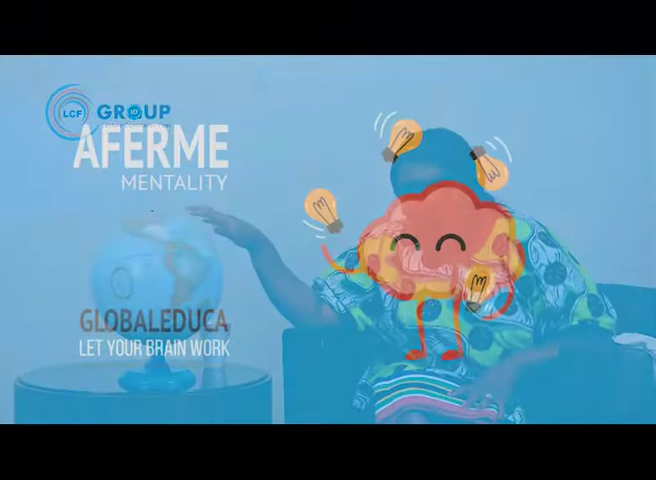 LCF GROUP
AFERME
MENTALITY
GLOBALEDUCA
LET YOUR BRAIN WORK